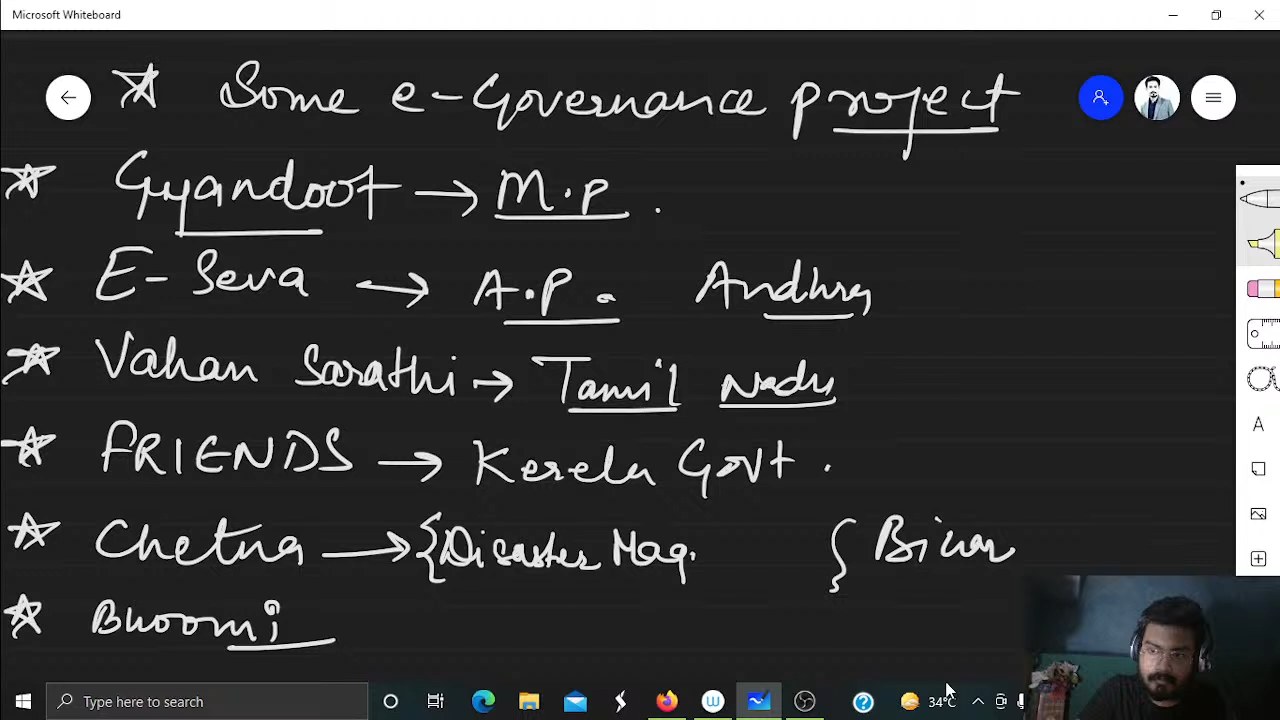 Microsoft Whiteboard
Some e-Governance project
Gyandoot → M.P.
E-Seva → A.P. Andhra
Vahan Sarathi → Tamil Nadu
FRIENDS → Kerela Govt.
Chetna → {Disaster Mag. } Bihar
Bhoomi
A
Type here to search
34°C